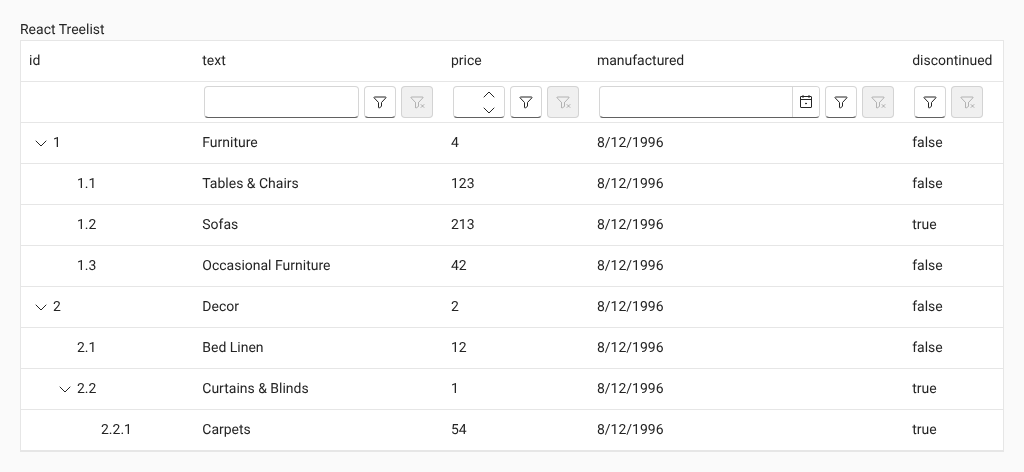 React Treelist
id text price manufactured discontinued
1 Furniture 4 8/12/1996 false
1.1 Tables & Chairs 123 8/12/1996 false
1.2 Sofas 213 8/12/1996 true
1.3 Occasional Furniture 42 8/12/1996 false
2 Decor 2 8/12/1996 false
2.1 Bed Linen 12 8/12/1996 false
2.2 Curtains & Blinds 1 8/12/1996 true
2.2.1 Carpets 54 8/12/1996 true